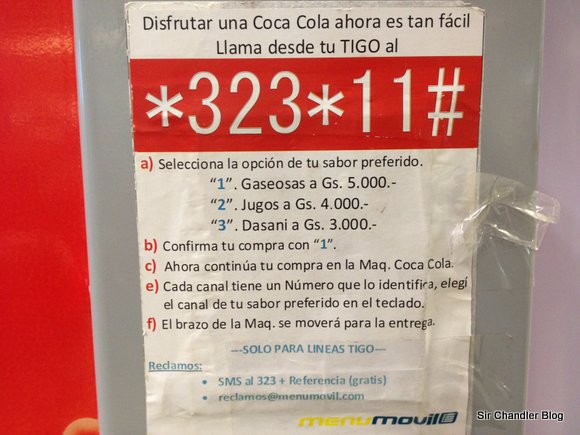 Disfrutar una Coca Cola ahora es tan fácil
Llama desde tu TIGO al
*323*11#
a) Selecciona la opción de tu sabor preferido.
“1”. Gaseosas a Gs. 5.000.-
“2”. Jugos a Gs. 4.000.-
“3”. Dasani a Gs. 3.000.-
b) Confirma tu compra con “1”.
c) Ahora continúa tu compra en la Maq. Coca Cola.
e) Cada canal tiene un Número que lo identifica, elegí
el canal de tu sabor preferido en el teclado.
f) El brazo de la Maq. se moverá para la entrega.
---SOLO PARA LINEAS TIGO---
Reclamos:
• SMS al 323 + Referencia (gratis)
• reclamos@menumovil.com
menumovil
Sir Chandler Blog